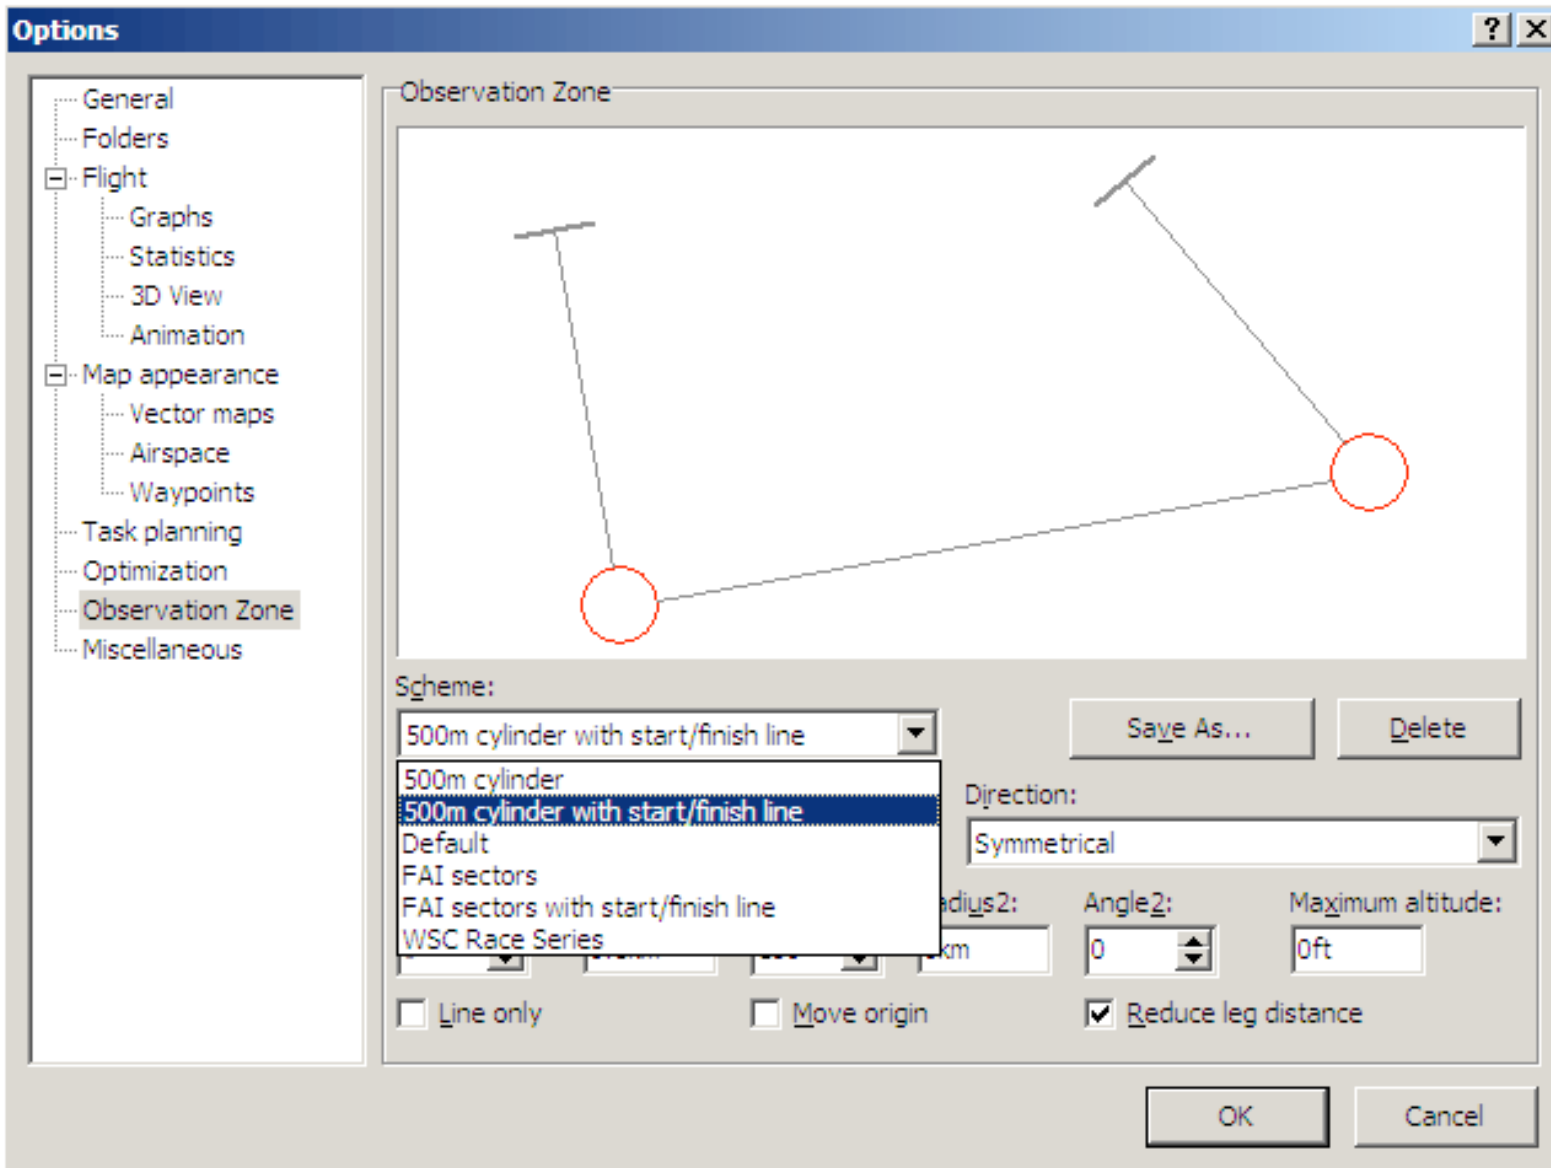 Options
General
Folders
Flight
Graphs
Statistics
3D View
Animation
Map appearance
Vector maps
Airspace
Waypoints
Task planning
Optimization
Observation Zone
Miscellaneous
Observation Zone
Scheme:
500m cylinder with start/finish line
Save As...
Delete
500m cylinder
500m cylinder with start/finish line
Default
FAI sectors
FAI sectors with start/finish line
WSC Race Series
Direction:
Symmetrical
Angle2:
Maximum altitude:
0
0ft
Line only
Move origin
Reduce leg distance
OK
Cancel